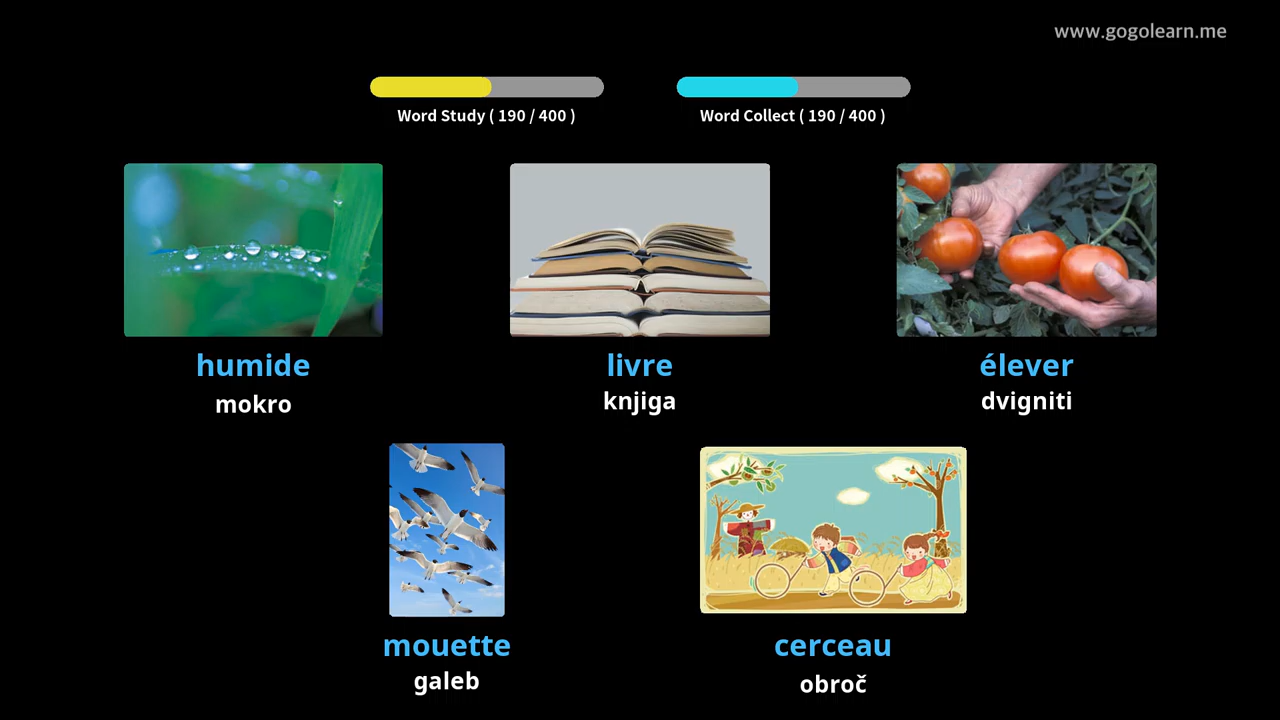 www.gogolearn.me
Word Study ( 190 / 400 )
Word Collect ( 190 / 400 )
humide
mokro
livre
knjiga
élever
dvigniti
mouette
galeb
cerceau
obroč